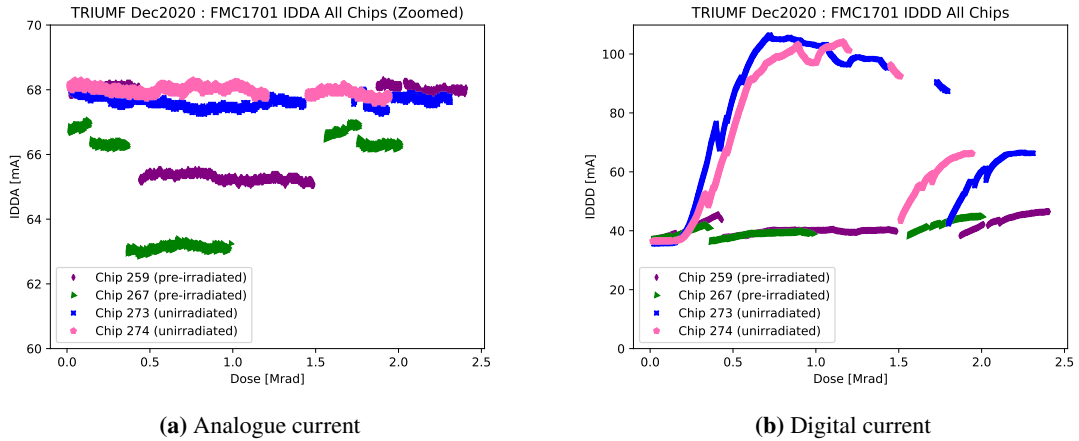 TRIUMF Dec2020 : FMC1701 IDDA All Chips (Zoomed)
70
68
66
64
62
60
IDDA [mA]
Chip 259 (pre-irradiated)
Chip 267 (pre-irradiated)
Chip 273 (unirradiated)
Chip 274 (unirradiated)
0.0 0.5 1.0 1.5 2.0 2.5
Dose [Mrad]
(a) Analogue current
TRIUMF Dec2020 : FMC1701 IDDD All Chips
100
80
60
40
20
0
IDDD [mA]
Chip 259 (pre-irradiated)
Chip 267 (pre-irradiated)
Chip 273 (unirradiated)
Chip 274 (unirradiated)
0.0 0.5 1.0 1.5 2.0 2.5
Dose [Mrad]
(b) Digital current